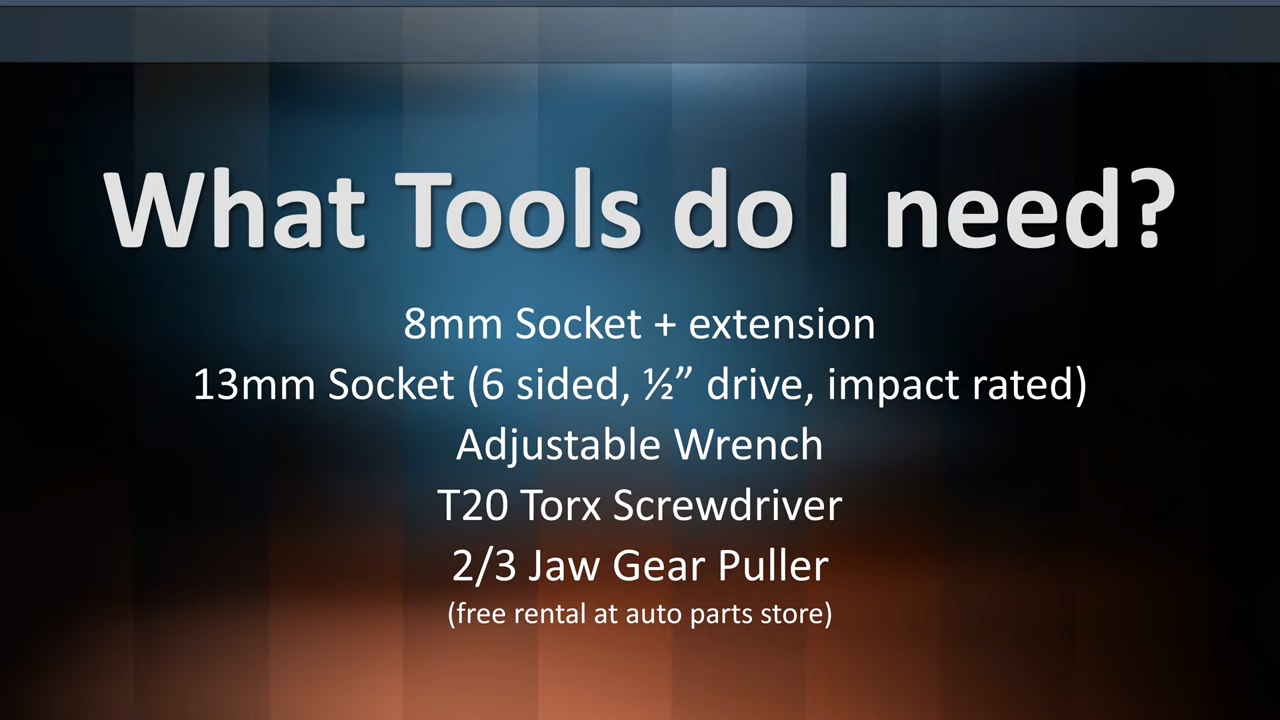 What Tools do I need?
8mm Socket + extension
13mm Socket (6 sided, ½” drive, impact rated)
Adjustable Wrench
T20 Torx Screwdriver
2/3 Jaw Gear Puller
(free rental at auto parts store)